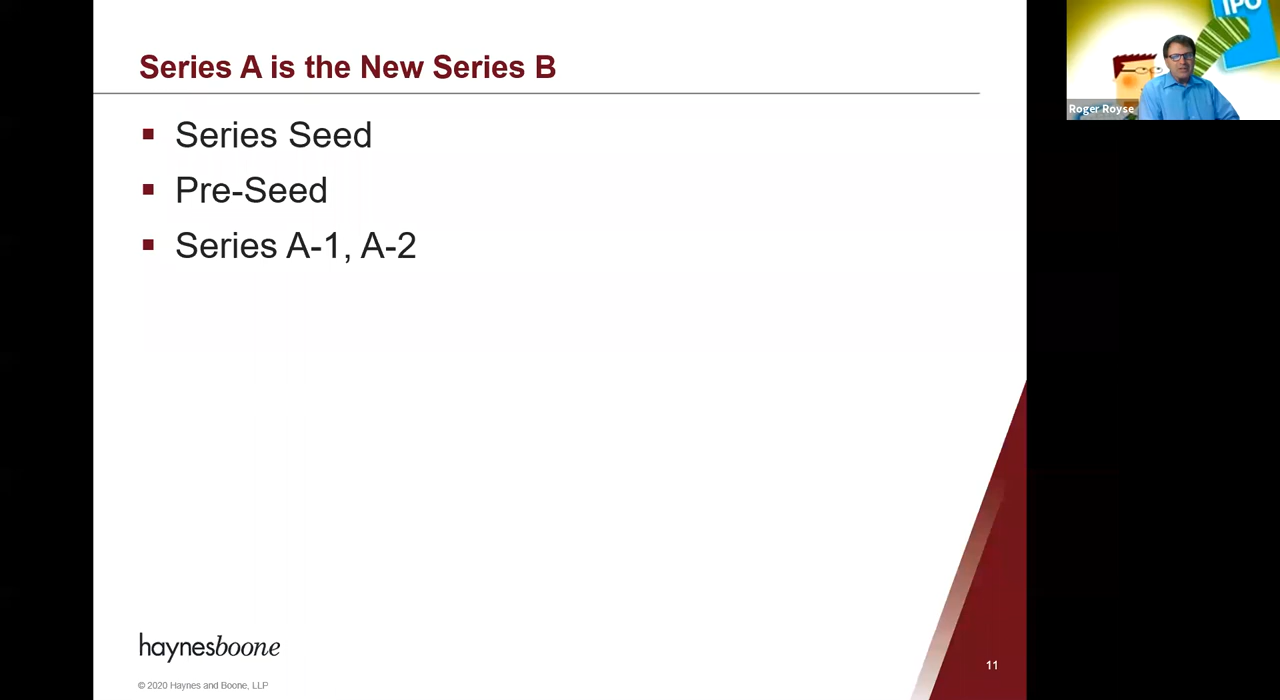 Series A is the New Series B
Series Seed
Pre-Seed
Series A-1, A-2
haynesboone
© 2020 Haynes and Boone, LLP
11
IPO
Roger Royse